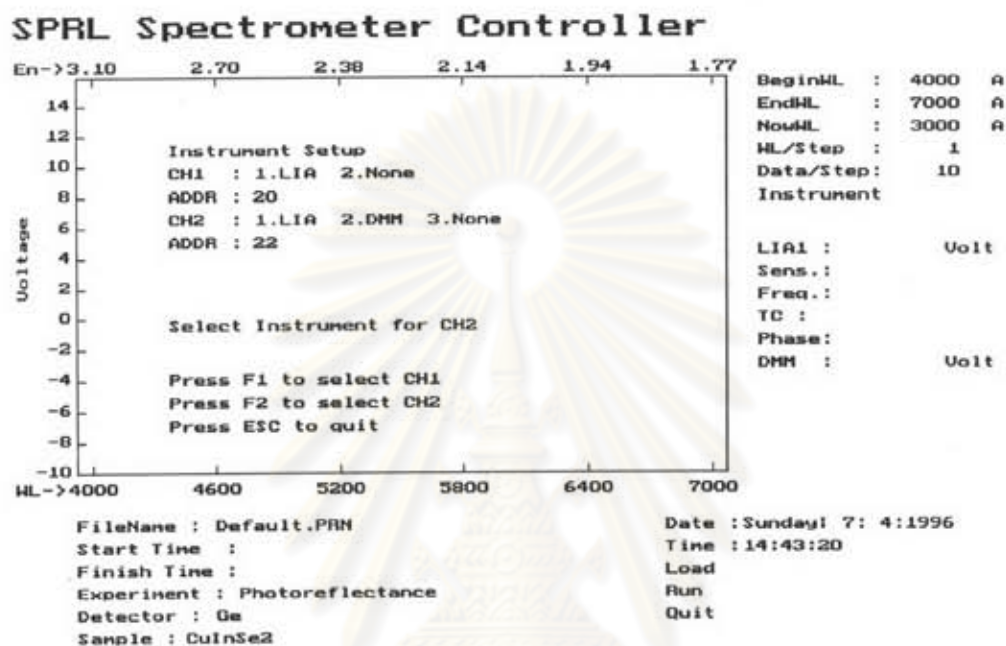 SPRL Spectrometer Controller
En->3.10 2.70 2.38 2.14 1.94 1.77
14
12
10
8
6
4
2
0
-2
-4
-6
-8
-10
Voltage
Instrument Setup
CH1 : 1.LIA 2.None
ADDR : 20
CH2 : 1.LIA 2.DMM 3.None
ADDR : 22
Select Instrument for CH2
Press F1 to select CH1
Press F2 to select CH2
Press ESC to quit
WL->4000 4600 5200 5800 6400 7000
BeginWL : 4000 A
EndWL : 7000 A
NowWL : 3000 A
WL/Step : 1
Data/Step: 10
Instrument
LIA1 : Volt
Sens.:
Freq.:
TC :
Phase:
DMM : Volt
FileName : Default.PRN
Start Time :
Finish Time :
Experiment : Photoreflectance
Detector : Ge
Sample : CuInSe2
Date :Sunday! 7: 4:1996
Time :14:43:20
Load
Run
Quit